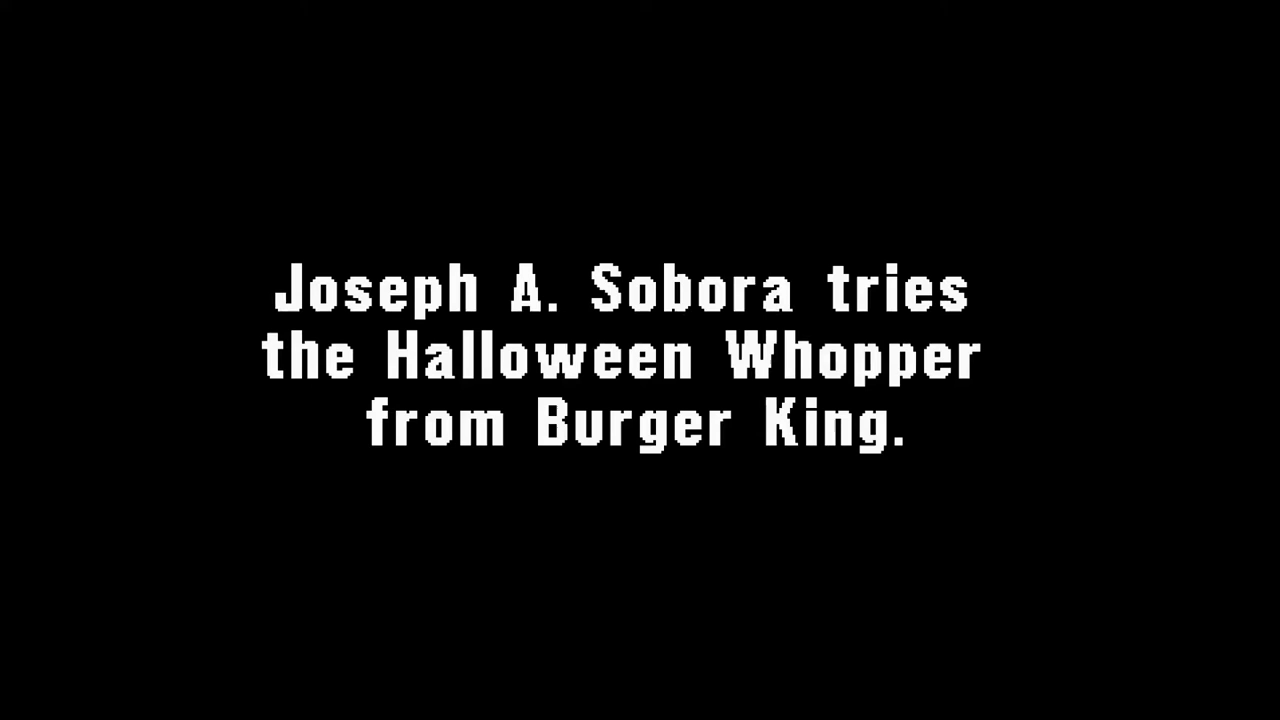 Joseph A. Sobora tries
the Halloween Whopper
from Burger King.